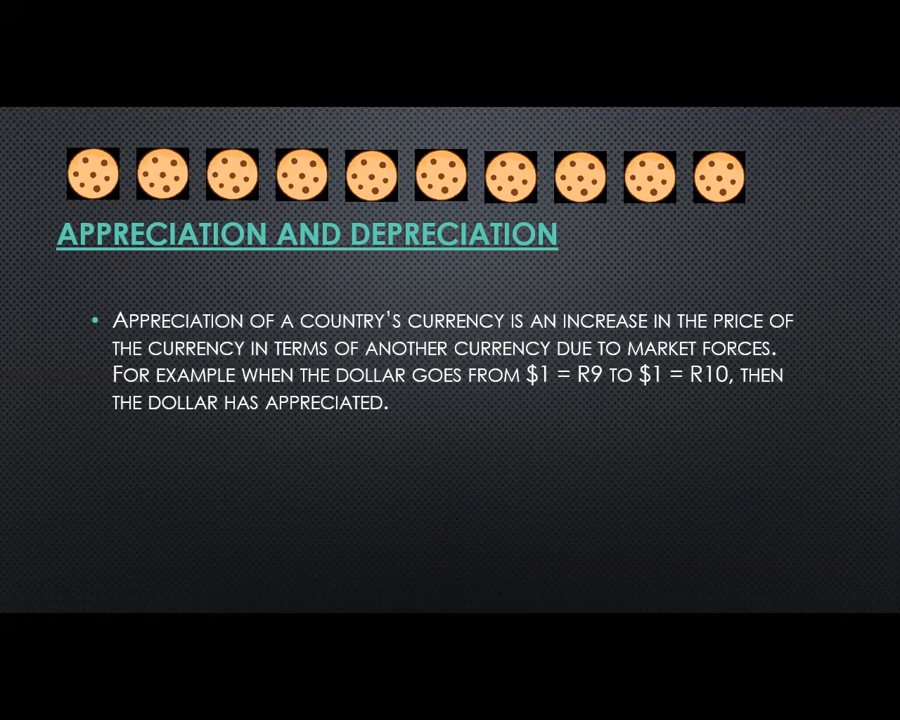 APPRECIATION AND DEPRECIATION
• APPRECIATION OF A COUNTRY'S CURRENCY IS AN INCREASE IN THE PRICE OF
THE CURRENCY IN TERMS OF ANOTHER CURRENCY DUE TO MARKET FORCES.
FOR EXAMPLE WHEN THE DOLLAR GOES FROM $1 = R9 TO $1 = R10, THEN
THE DOLLAR HAS APPRECIATED.